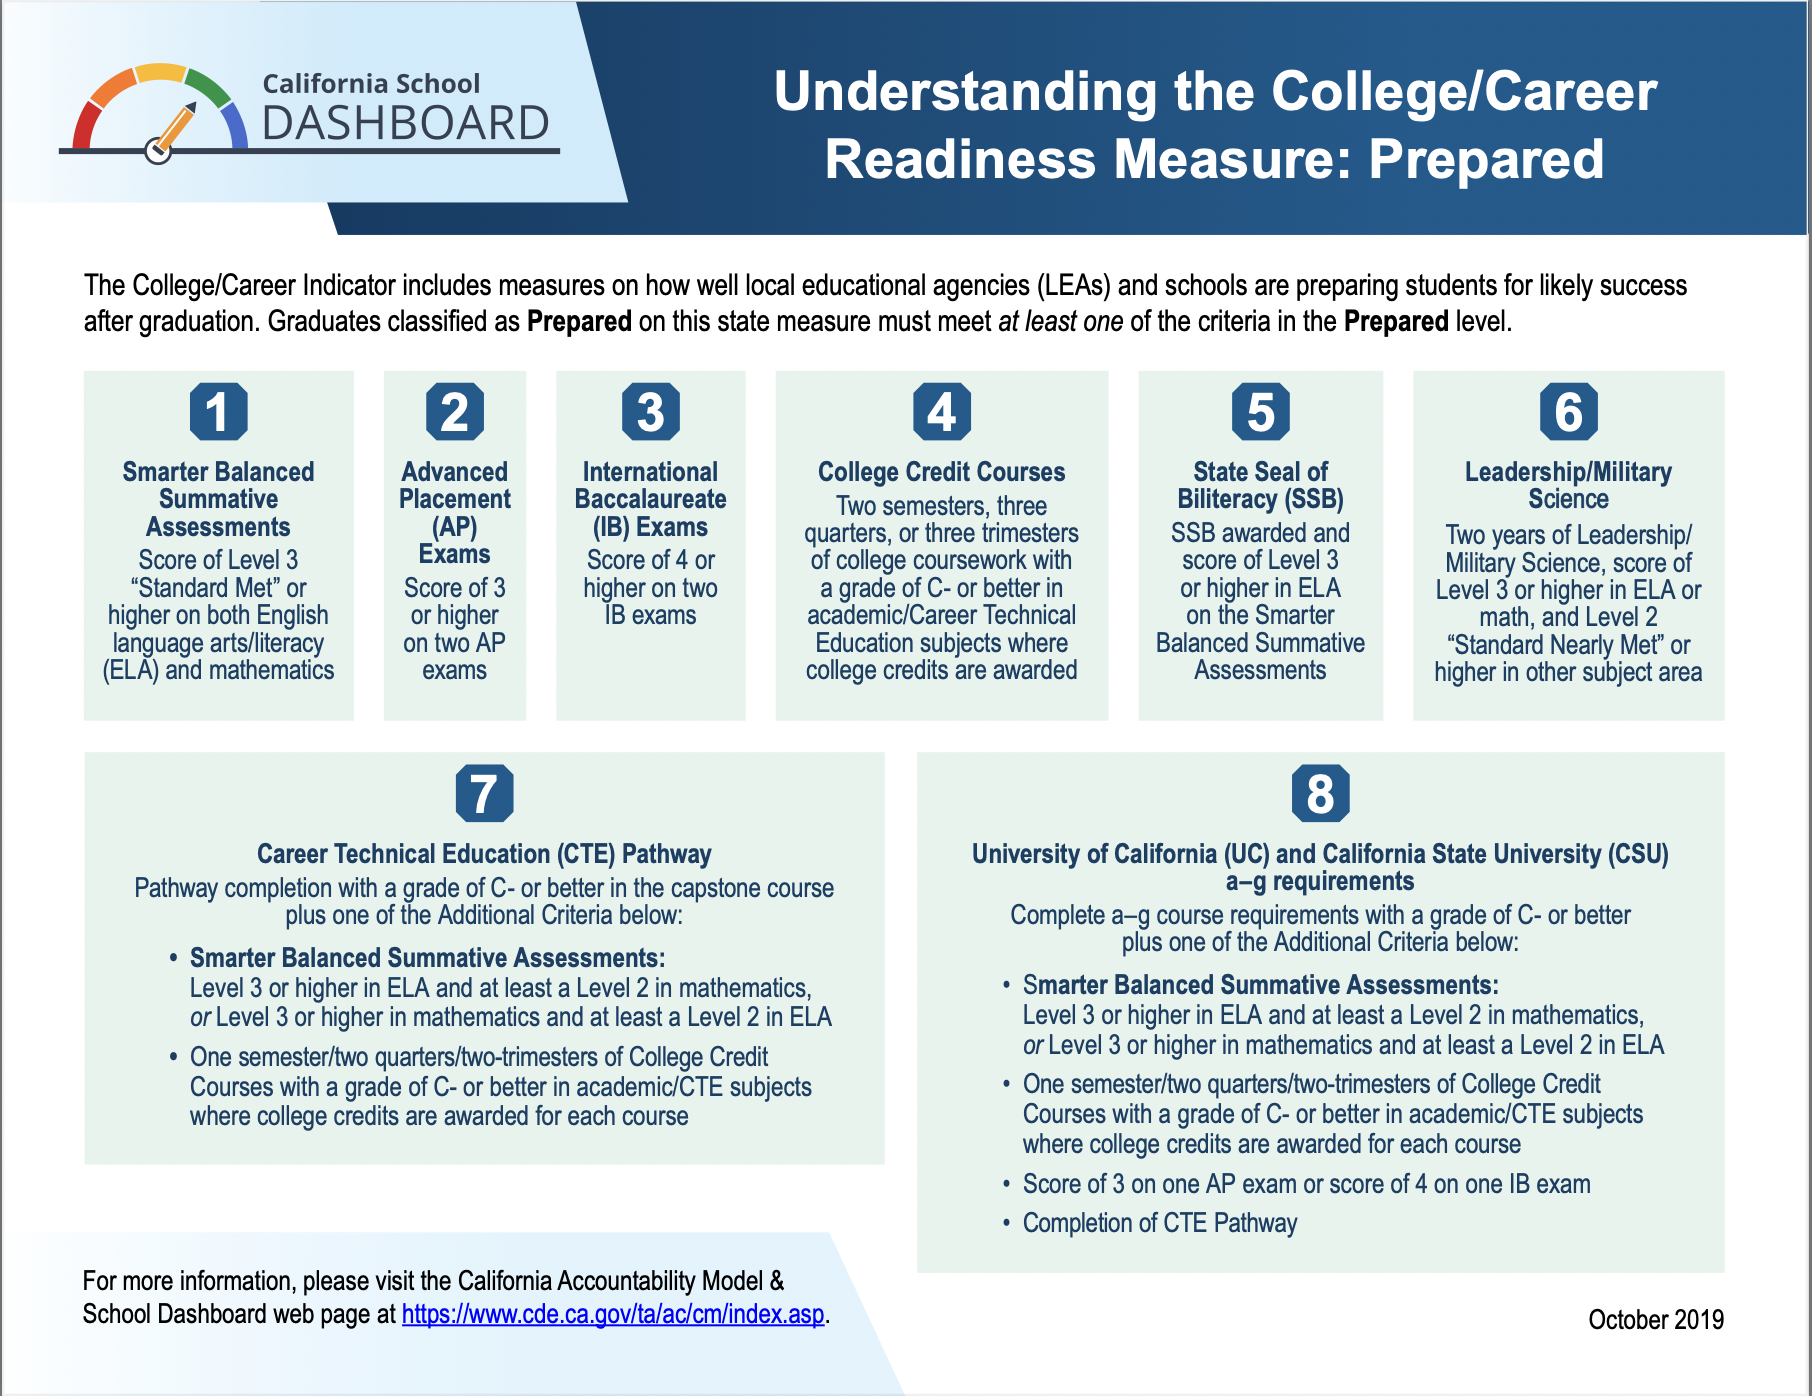 California School
DASHBOARD
Understanding the College/Career
Readiness Measure: Prepared
The College/Career Indicator includes measures on how well local educational agencies (LEAs) and schools are preparing students for likely success
after graduation. Graduates classified as Prepared on this state measure must meet at least one of the criteria in the Prepared level.
1
Smarter Balanced
Summative
Assessments
Score of Level 3
“Standard Met” or
higher on both English
language arts/literacy
(ELA) and mathematics
2
Advanced
Placement
(AP)
Exams
Score of 3
or higher
on two AP
exams
3
International
Baccalaureate
(IB) Exams
Score of 4 or
higher on two
IB exams
4
College Credit Courses
Two semesters, three
quarters, or three trimesters
of college coursework with
a grade of C- or better in
academic/Career Technical
Education subjects where
college credits are awarded
5
State Seal of
Biliteracy (SSB)
SSB awarded and
score of Level 3
or higher in ELA
on the Smarter
Balanced Summative
Assessments
6
Leadership/Military
Science
Two years of Leadership/
Military Science, score of
Level 3 or higher in ELA or
math, and Level 2
“Standard Nearly Met” or
higher in other subject area
7
Career Technical Education (CTE) Pathway
Pathway completion with a grade of C- or better in the capstone course
plus one of the Additional Criteria below:
• Smarter Balanced Summative Assessments:
Level 3 or higher in ELA and at least a Level 2 in mathematics,
or Level 3 or higher in mathematics and at least a Level 2 in ELA
• One semester/two quarters/two-trimesters of College Credit
Courses with a grade of C- or better in academic/CTE subjects
where college credits are awarded for each course
8
University of California (UC) and California State University (CSU)
a–g requirements
Complete a–g course requirements with a grade of C- or better
plus one of the Additional Criteria below:
• Smarter Balanced Summative Assessments:
Level 3 or higher in ELA and at least a Level 2 in mathematics,
or Level 3 or higher in mathematics and at least a Level 2 in ELA
• One semester/two quarters/two-trimesters of College Credit
Courses with a grade of C- or better in academic/CTE subjects
where college credits are awarded for each course
• Score of 3 on one AP exam or score of 4 on one IB exam
• Completion of CTE Pathway
For more information, please visit the California Accountability Model &
School Dashboard web page at https://www.cde.ca.gov/ta/ac/cm/index.asp.
October 2019